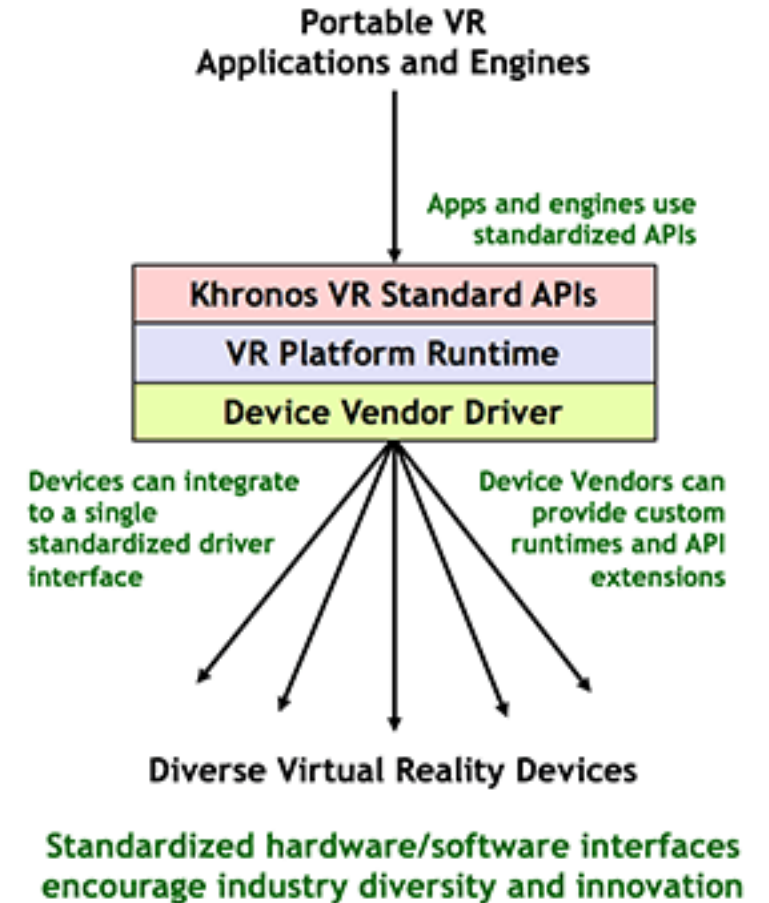 Portable VR
Applications and Engines
Apps and engines use
standardized APIs
Khronos VR Standard APIs
VR Platform Runtime
Device Vendor Driver
Devices can integrate
to a single
standardized driver
interface
Device Vendors can
provide custom
runtimes and API
extensions
Diverse Virtual Reality Devices
Standardized hardware/software interfaces
encourage industry diversity and innovation